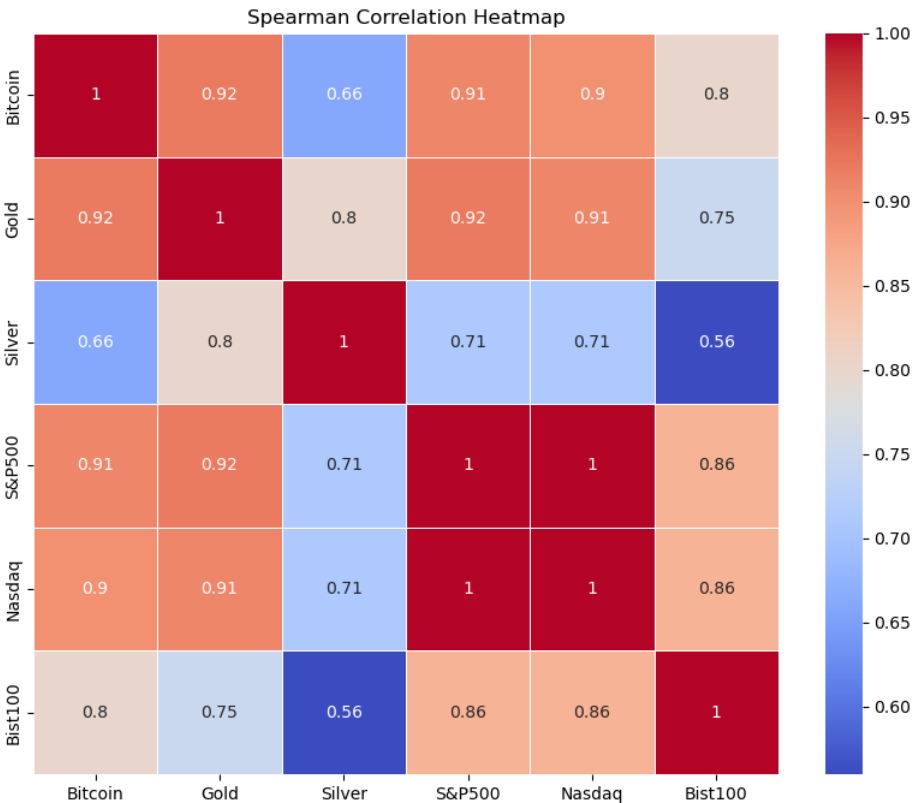 Spearman Correlation Heatmap
Bitcoin 1 0.92 0.66 0.91 0.9 0.8
Gold 0.92 1 0.8 0.92 0.91 0.75
Silver 0.66 0.8 1 0.71 0.71 0.56
S&P500 0.91 0.92 0.71 1 1 0.86
Nasdaq 0.9 0.91 0.71 1 1 0.86
Bist100 0.8 0.75 0.56 0.86 0.86 1
Bitcoin Gold Silver S&P500 Nasdaq Bist100
1.00
0.95
0.90
0.85
0.80
0.75
0.70
0.65
0.60